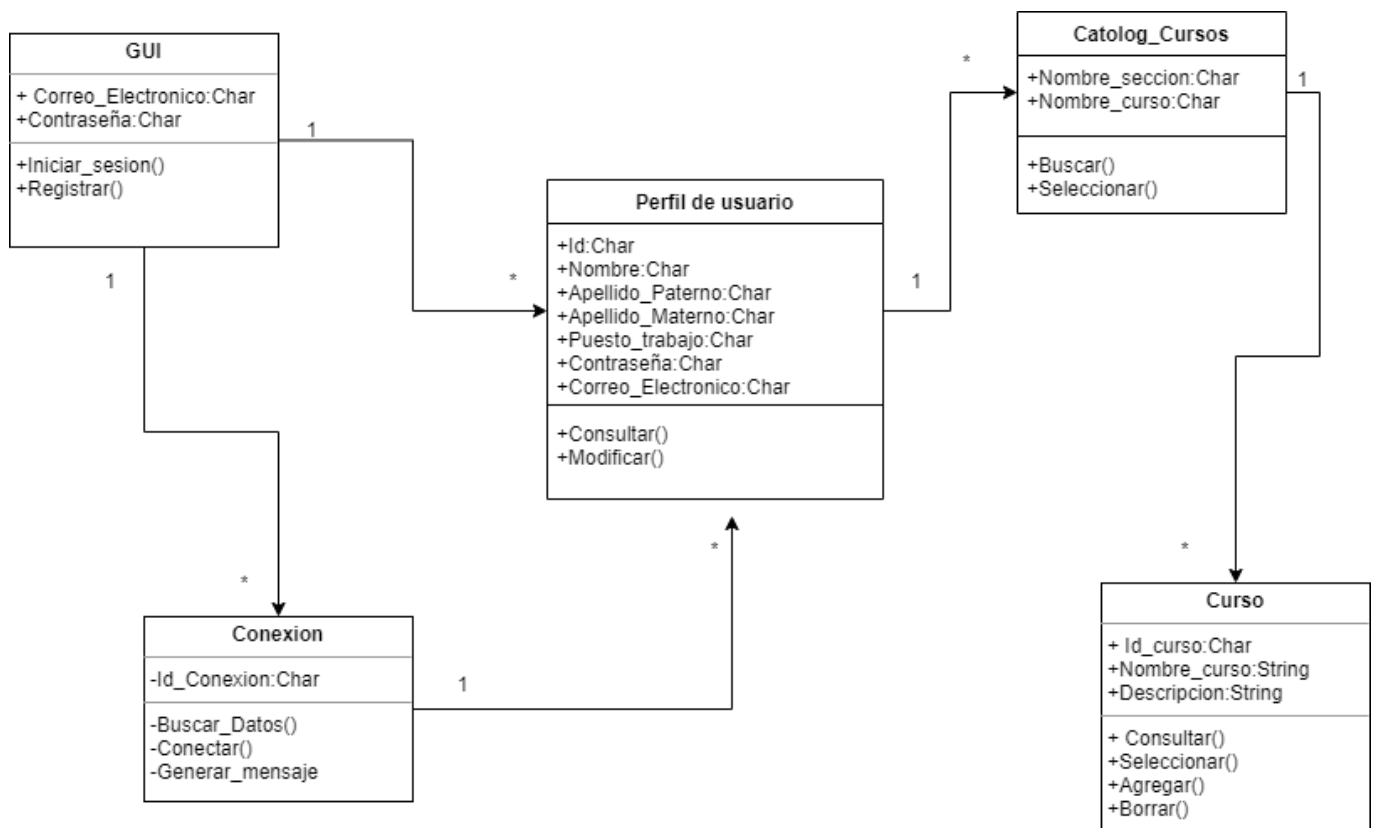 GUI
+ Correo_Electronico:Char
+Contraseña:Char
+Iniciar_sesion()
+Registrar()
1
*
1
*
Perfil de usuario
+Id:Char
+Nombre:Char
+Apellido_Paterno:Char
+Apellido_Materno:Char
+Puesto_trabajo:Char
+Contraseña:Char
+Correo_Electronico:Char
+Consultar()
+Modificar()
1
*
Catolog_Cursos
+Nombre_seccion:Char
+Nombre_curso:Char
+Buscar()
+Seleccionar()
1
*
Conexion
-Id_Conexion:Char
-Buscar_Datos()
-Conectar()
-Generar_mensaje
1
*
Curso
+ Id_curso:Char
+Nombre_curso:String
+Descripcion:String
+ Consultar()
+Seleccionar()
+Agregar()
+Borrar()